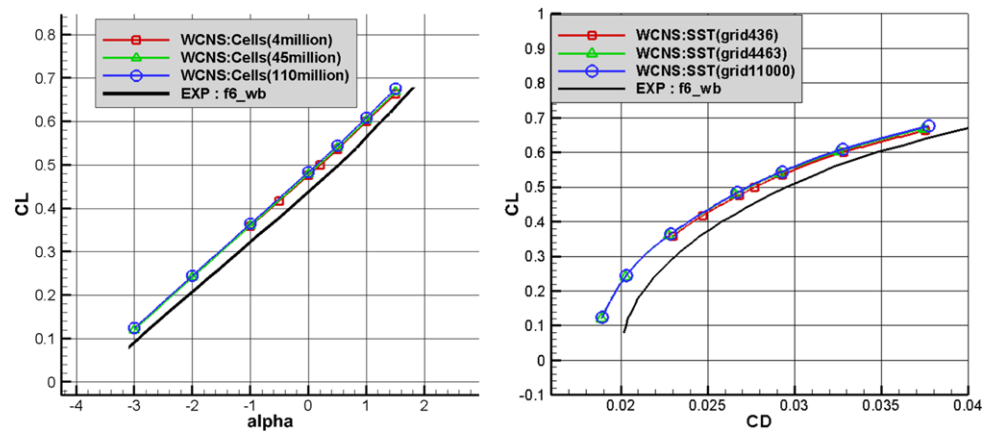 WCNS:Cells(4million)
WCNS:Cells(45million)
WCNS:Cells(110million)
EXP : f6_wb
CL
0.8
0.7
0.6
0.5
0.4
0.3
0.2
0.1
0
-4 -3 -2 -1 0 1 2
alpha
WCNS:SST(grid436)
WCNS:SST(grid4463)
WCNS:SST(grid11000)
EXP : f6_wb
CL
1
0.9
0.8
0.7
0.6
0.5
0.4
0.3
0.2
0.1
0
-0.1
0.02 0.025 0.03 0.035 0.04
CD